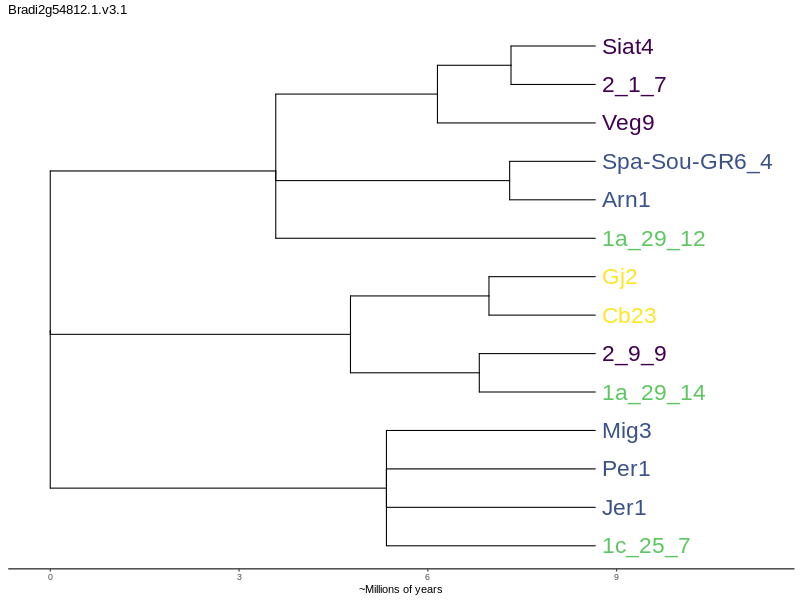 Bradi2g54812.1.v3.1
Siat4
2_1_7
Veg9
Spa-Sou-GR6_4
Arn1
1a_29_12
Gj2
Cb23
2_9_9
1a_29_14
Mig3
Per1
Jer1
1c_25_7
0 3 6 9
~Millions of years